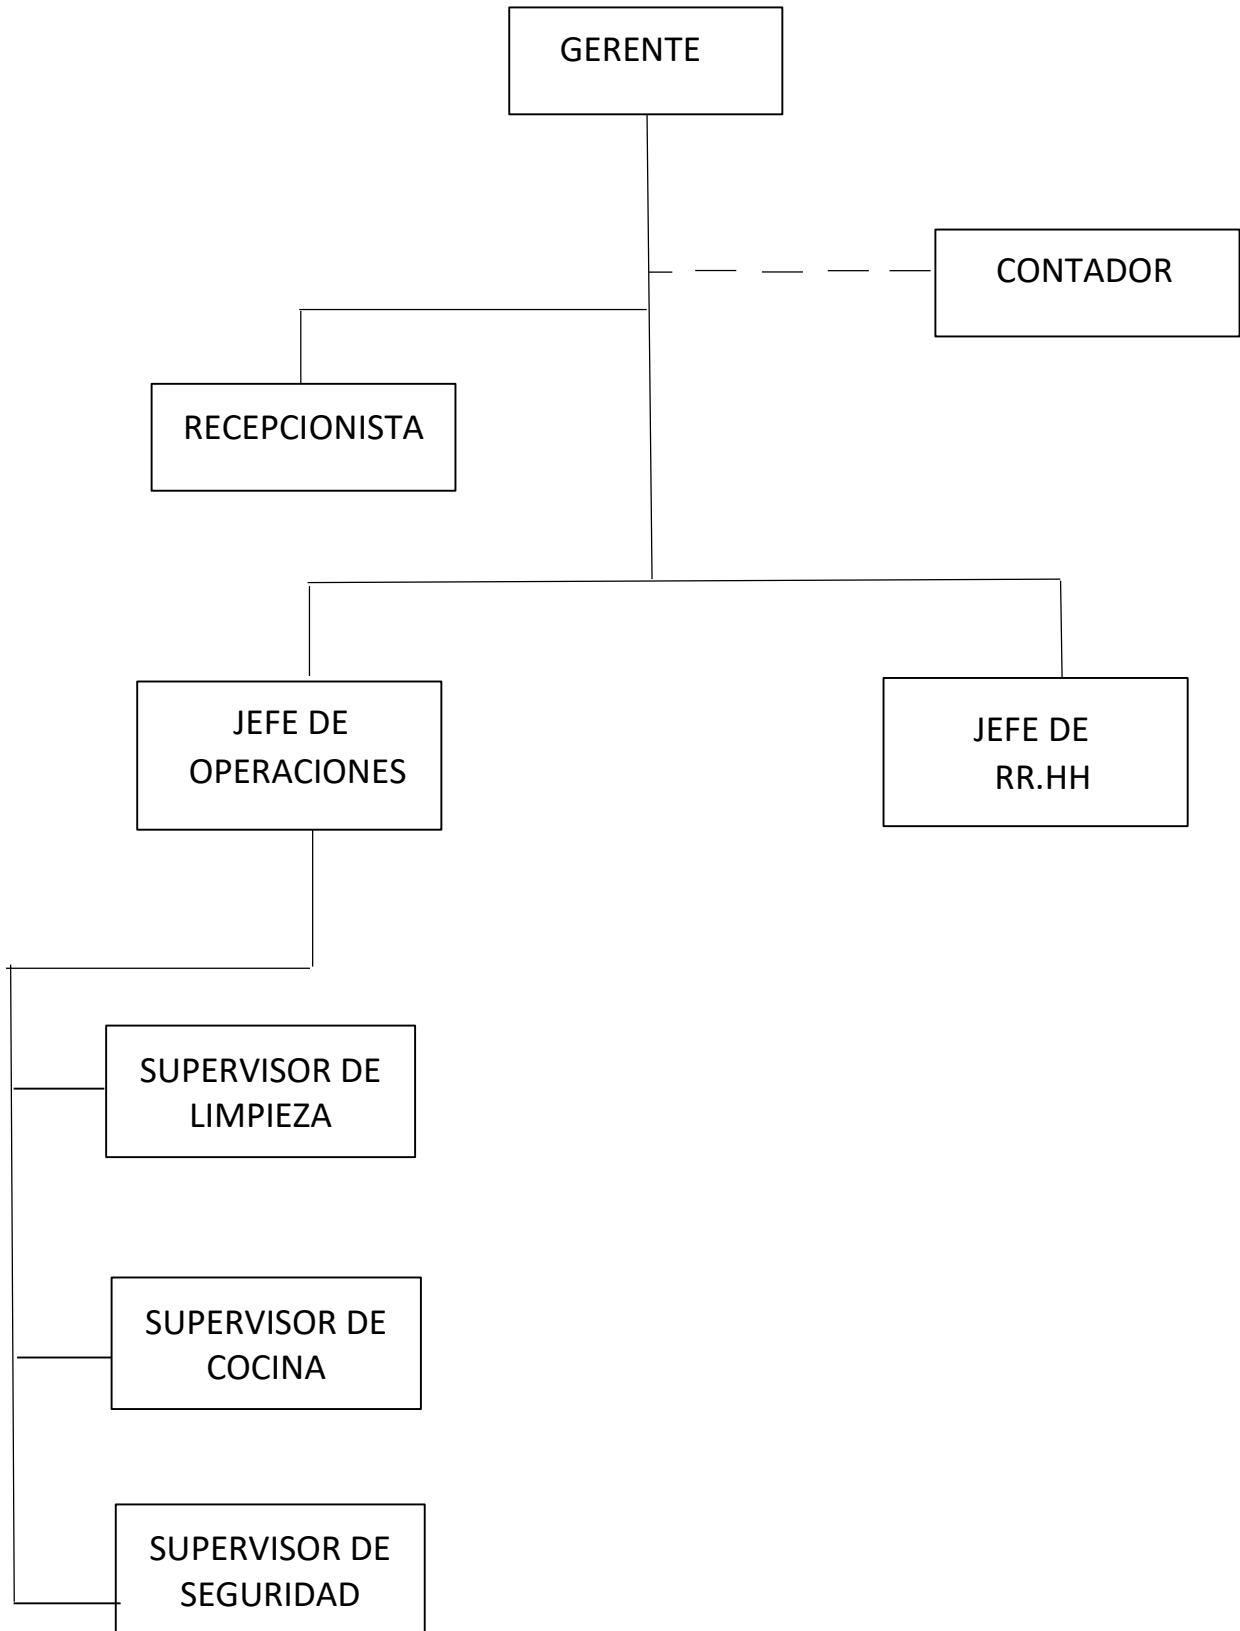 GERENTE
CONTADOR
RECEPCIONISTA
JEFE DE
OPERACIONES
JEFE DE
RR.HH
SUPERVISOR DE
LIMPIEZA
SUPERVISOR DE
COCINA
SUPERVISOR DE
SEGURIDAD